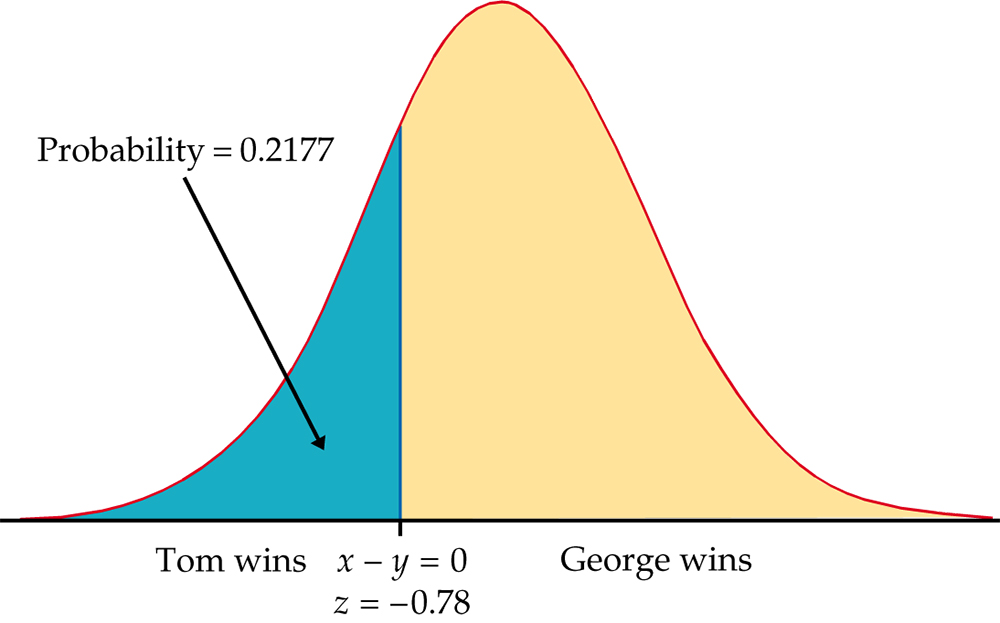 Probability = 0.2177
Tom wins x − y = 0 George wins
z = −0.78